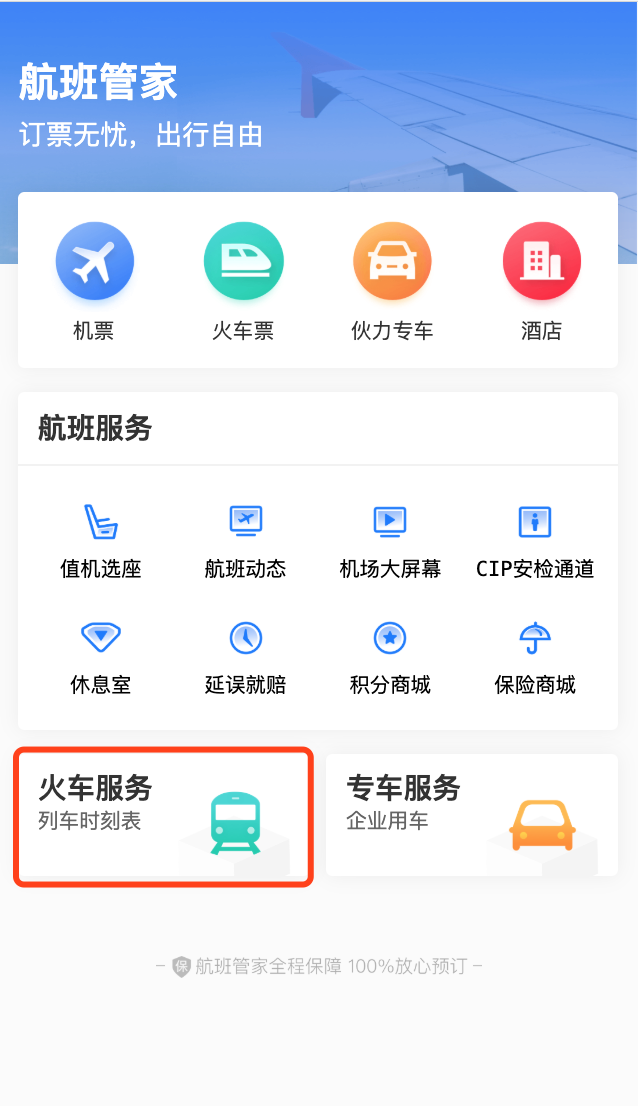 航班管家
订票无忧，出行自由
机票
火车票
伙力专车
酒店
航班服务
值机选座
航班动态
机场大屏幕
CIP安检通道
休息室
延误就赔
积分商城
保险商城
火车服务
列车时刻表
专车服务
企业用车
– 保 航班管家全程保障 100%放心预订 –